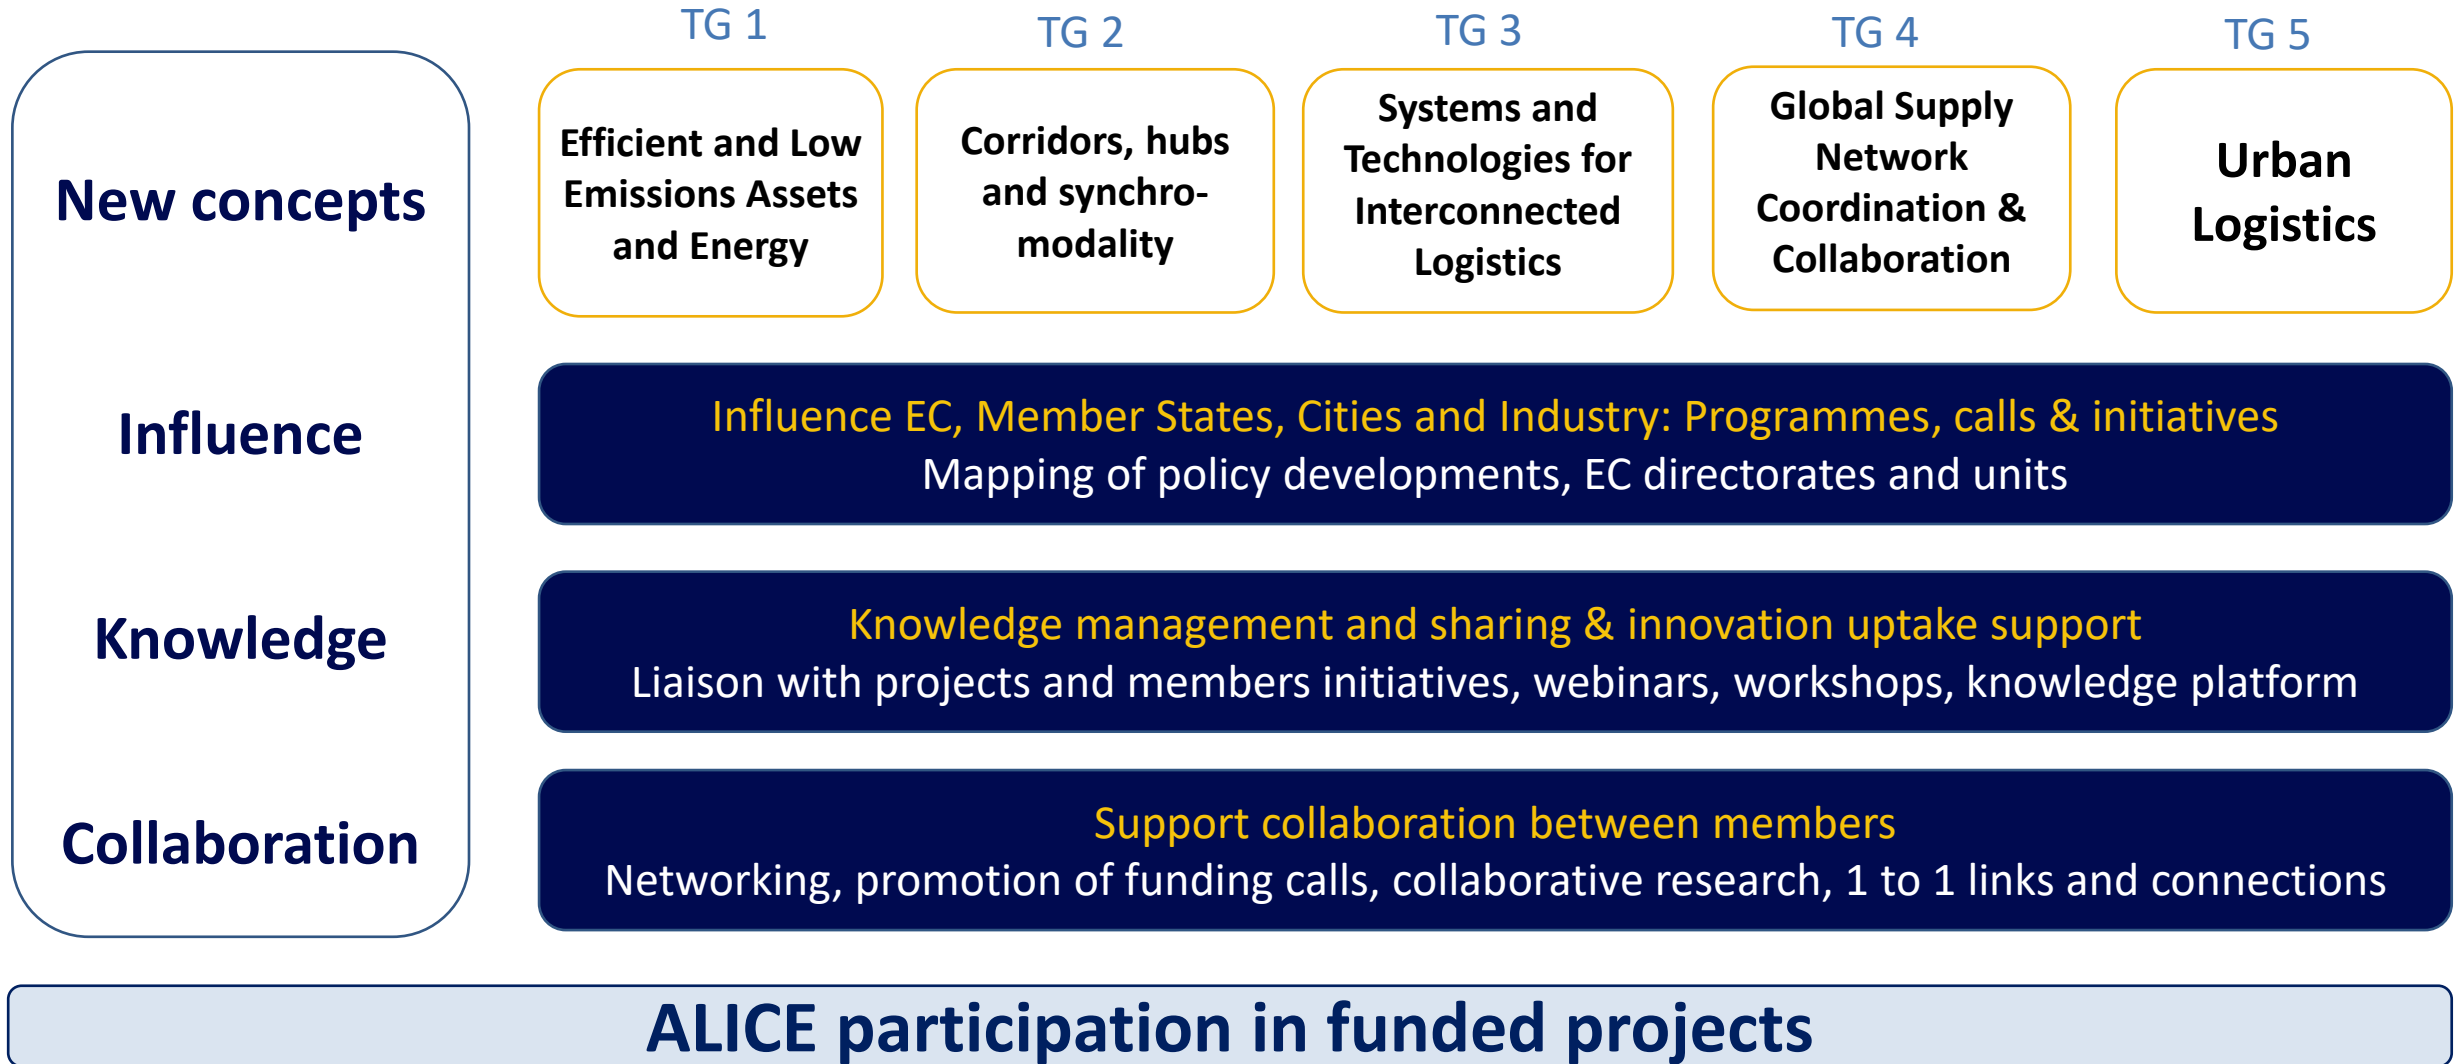 TG 1
TG 2
TG 3
TG 4
TG 5
New concepts
Efficient and Low
Emissions Assets
and Energy
Corridors, hubs
and synchro-
modality
Systems and
Technologies for
Interconnected
Logistics
Global Supply
Network
Coordination &
Collaboration
Urban
Logistics
Influence
Influence EC, Member States, Cities and Industry: Programmes, calls & initiatives
Mapping of policy developments, EC directorates and units
Knowledge
Knowledge management and sharing & innovation uptake support
Liaison with projects and members initiatives, webinars, workshops, knowledge platform
Collaboration
Support collaboration between members
Networking, promotion of funding calls, collaborative research, 1 to 1 links and connections
ALICE participation in funded projects